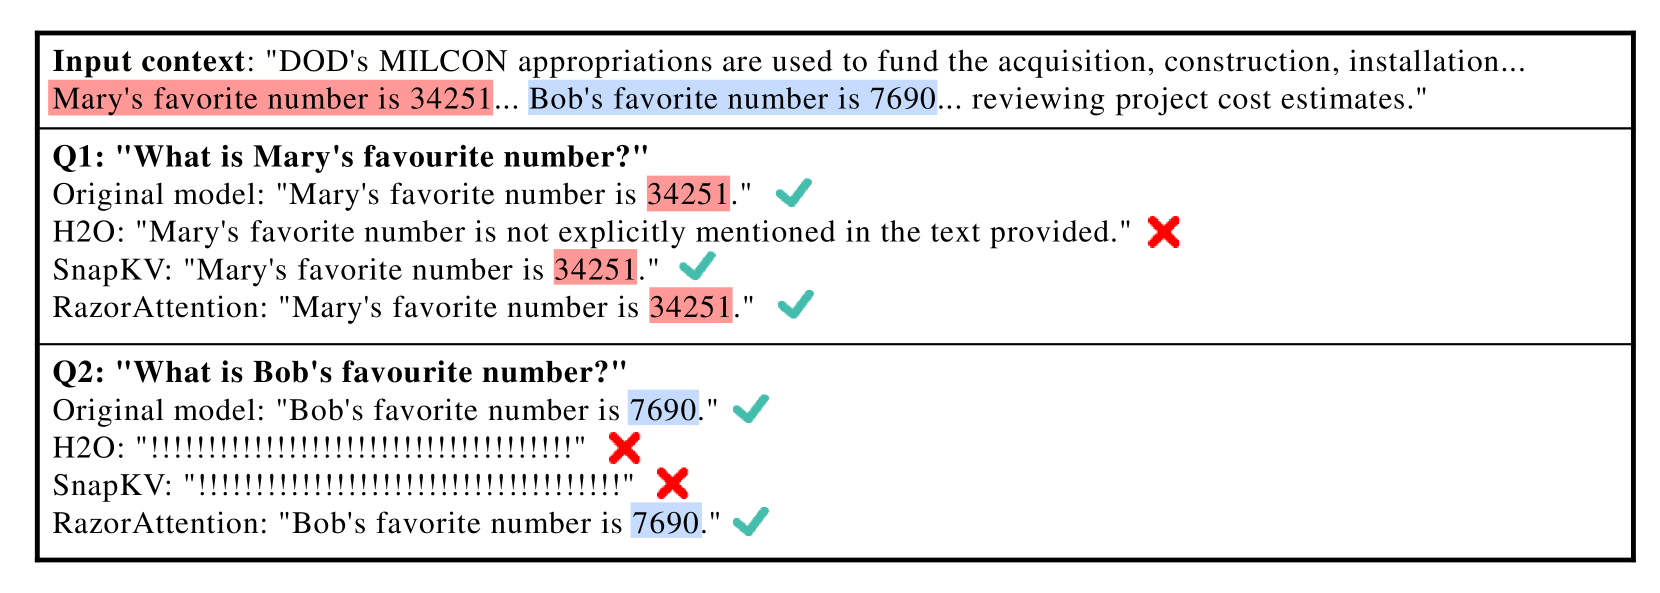 Input context: "DOD's MILCON appropriations are used to fund the acquisition, construction, installation...
Mary's favorite number is 34251... Bob's favorite number is 7690... reviewing project cost estimates."
Q1: "What is Mary's favourite number?"
Original model: "Mary's favorite number is 34251."
H2O: "Mary's favorite number is not explicitly mentioned in the text provided."
SnapKV: "Mary's favorite number is 34251."
RazorAttention: "Mary's favorite number is 34251."
Q2: "What is Bob's favourite number?"
Original model: "Bob's favorite number is 7690."
H2O: "!!!!!!!!!!!!!!!!!!!!!!!!!!!!!!!!!!!!!"
SnapKV: "!!!!!!!!!!!!!!!!!!!!!!!!!!!!!!!!!!!!!"
RazorAttention: "Bob's favorite number is 7690."